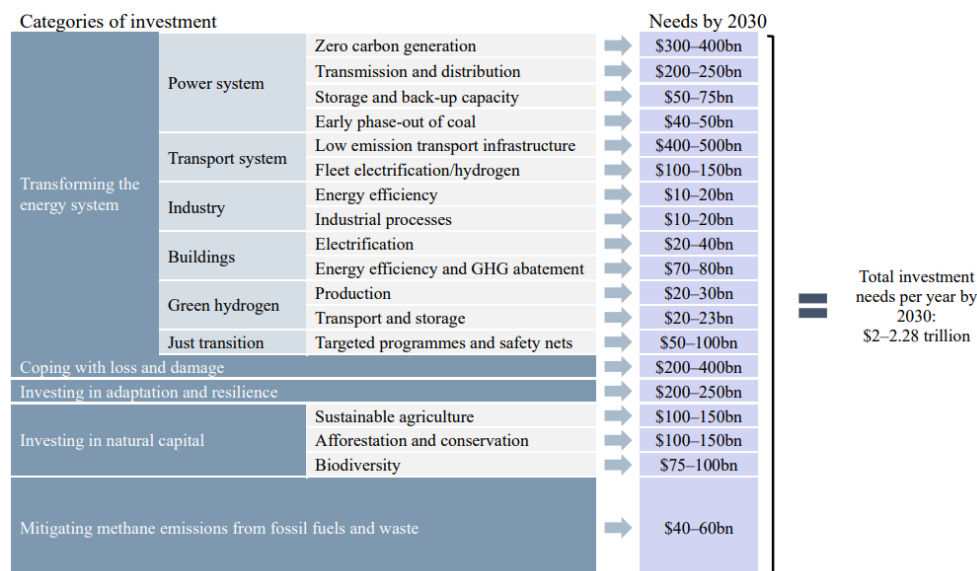 Categories of investment
Needs by 2030
Transforming the
energy system
Power system
Zero carbon generation
$300–400bn
Transmission and distribution
$200–250bn
Storage and back-up capacity
$50–75bn
Early phase-out of coal
$40–50bn
Transport system
Low emission transport infrastructure
$400–500bn
Fleet electrification/hydrogen
$100–150bn
Industry
Energy efficiency
$10–20bn
Industrial processes
$10–20bn
Buildings
Electrification
$20–40bn
Energy efficiency and GHG abatement
$70–80bn
Green hydrogen
Production
$20–30bn
Transport and storage
$20–23bn
Just transition
Targeted programmes and safety nets
$50–100bn
Coping with loss and damage
$200–400bn
Investing in adaptation and resilience
$200–250bn
Investing in natural capital
Sustainable agriculture
$100–150bn
Afforestation and conservation
$100–150bn
Biodiversity
$75–100bn
Mitigating methane emissions from fossil fuels and waste
$40–60bn
Total investment
needs per year by
2030:
$2–2.28 trillion